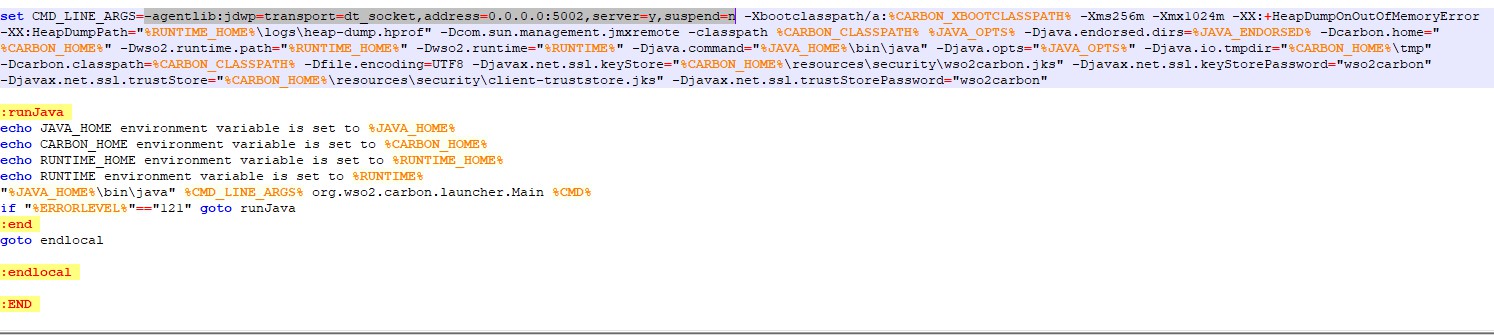 set CMD_LINE_ARGS=-agentlib:jdwp=transport=dt_socket,address=0.0.0.0:5002,server=y,suspend=n -Xbootclasspath/a:%CARBON_XBOOTCLASSPATH% -Xms256m -Xmx1024m -XX:+HeapDumpOnOutOfMemoryError
-XX:HeapDumpPath="%RUNTIME_HOME%\logs\heap-dump.hprof" -Dcom.sun.management.jmxremote -classpath %CARBON_CLASSPATH% %JAVA_OPTS% -Djava.endorsed.dirs=%JAVA_ENDORSED% -Dcarbon.home="
%CARBON_HOME%" -Dwso2.runtime.path="%RUNTIME_HOME%" -Dwso2.runtime="%RUNTIME%" -Djava.command="%JAVA_HOME%\bin\java" -Djava.opts="%JAVA_OPTS%" -Djava.io.tmpdir="%CARBON_HOME%\tmp"
-Dcarbon.classpath=%CARBON_CLASSPATH% -Dfile.encoding=UTF8 -Djavax.net.ssl.keyStore="%CARBON_HOME%\resources\security\wso2carbon.jks" -Djavax.net.ssl.keyStorePassword="wso2carbon"
-Djavax.net.ssl.trustStore="%CARBON_HOME%\resources\security\client-truststore.jks" -Djavax.net.ssl.trustStorePassword="wso2carbon"
:runJava
echo JAVA_HOME environment variable is set to %JAVA_HOME%
echo CARBON_HOME environment variable is set to %CARBON_HOME%
echo RUNTIME_HOME environment variable is set to %RUNTIME_HOME%
echo RUNTIME environment variable is set to %RUNTIME%
"%JAVA_HOME%\bin\java" %CMD_LINE_ARGS% org.wso2.carbon.launcher.Main %CMD%
if "%ERRORLEVEL%"=="121" goto runJava
:end
goto endlocal
:endlocal
:END